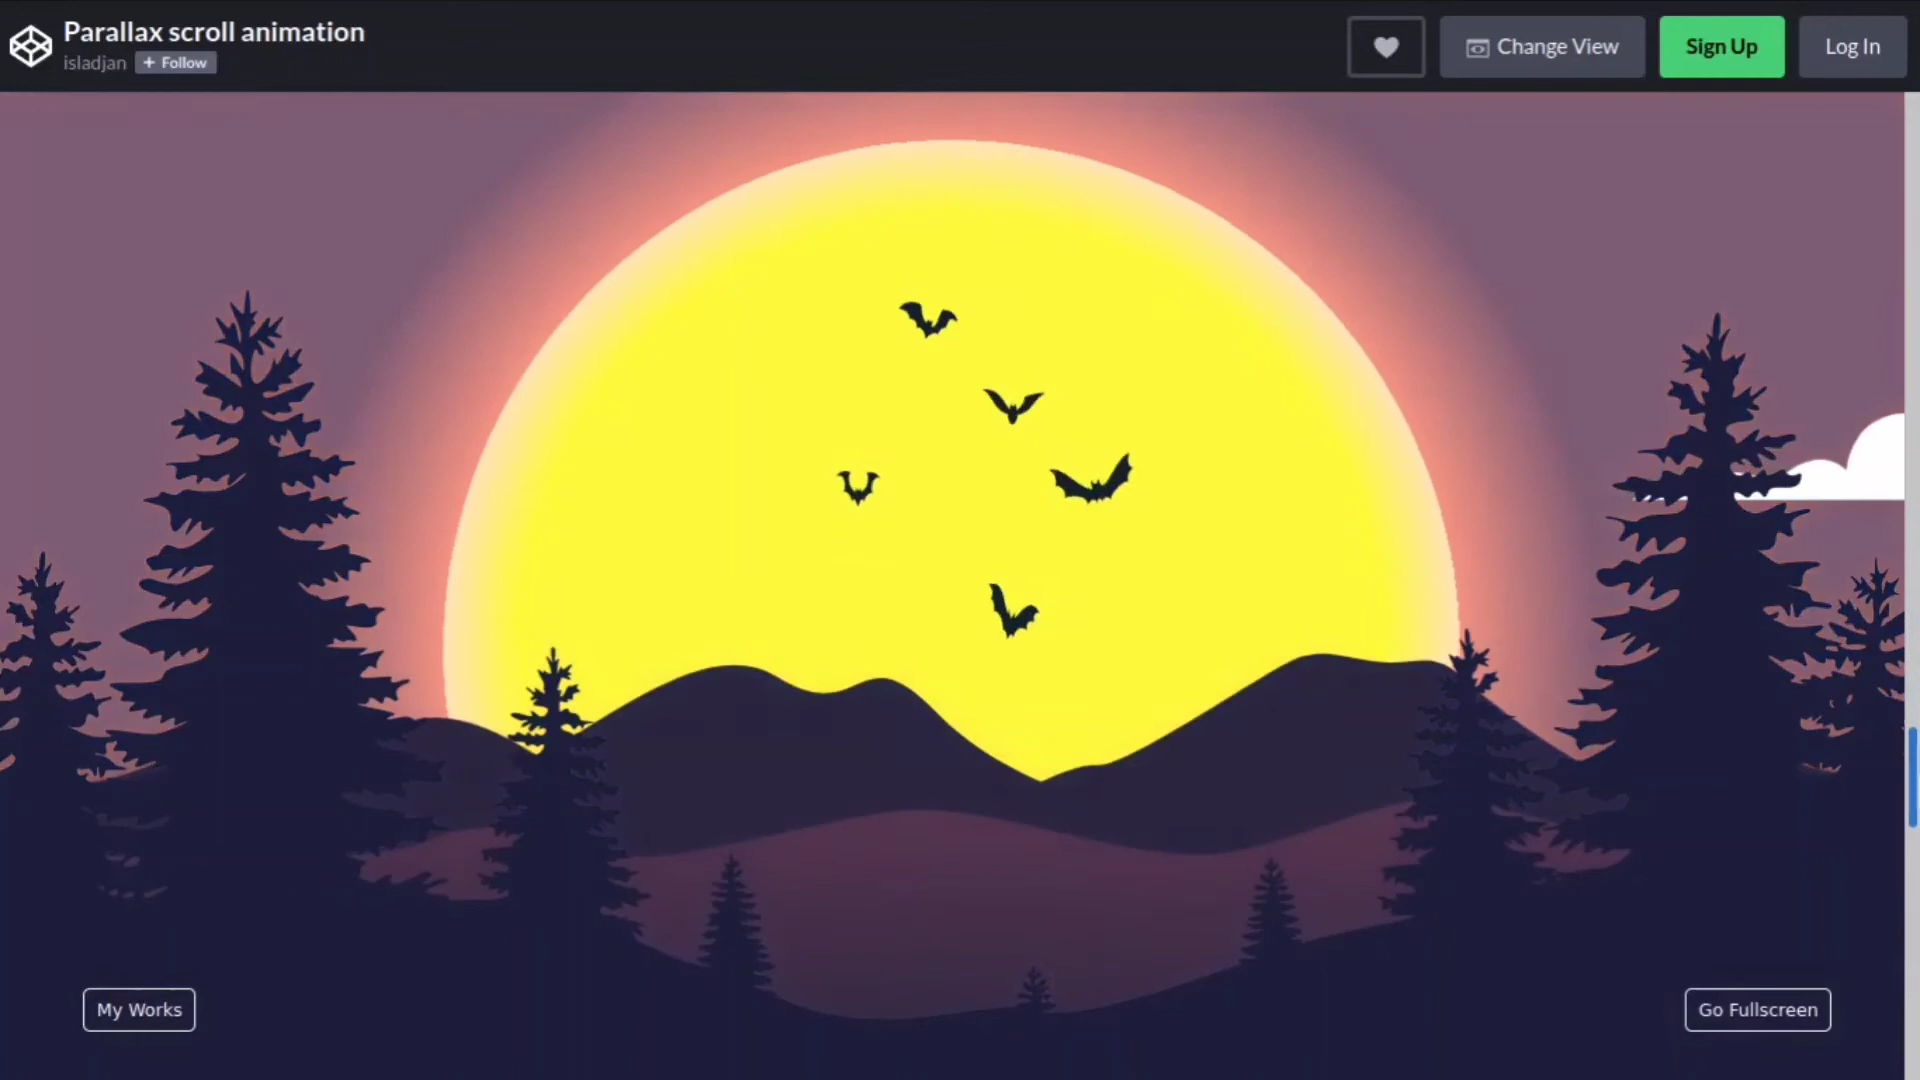 Parallax scroll animation
isladjan + Follow
Change View
Sign Up
Log In
My Works
Go Fullscreen